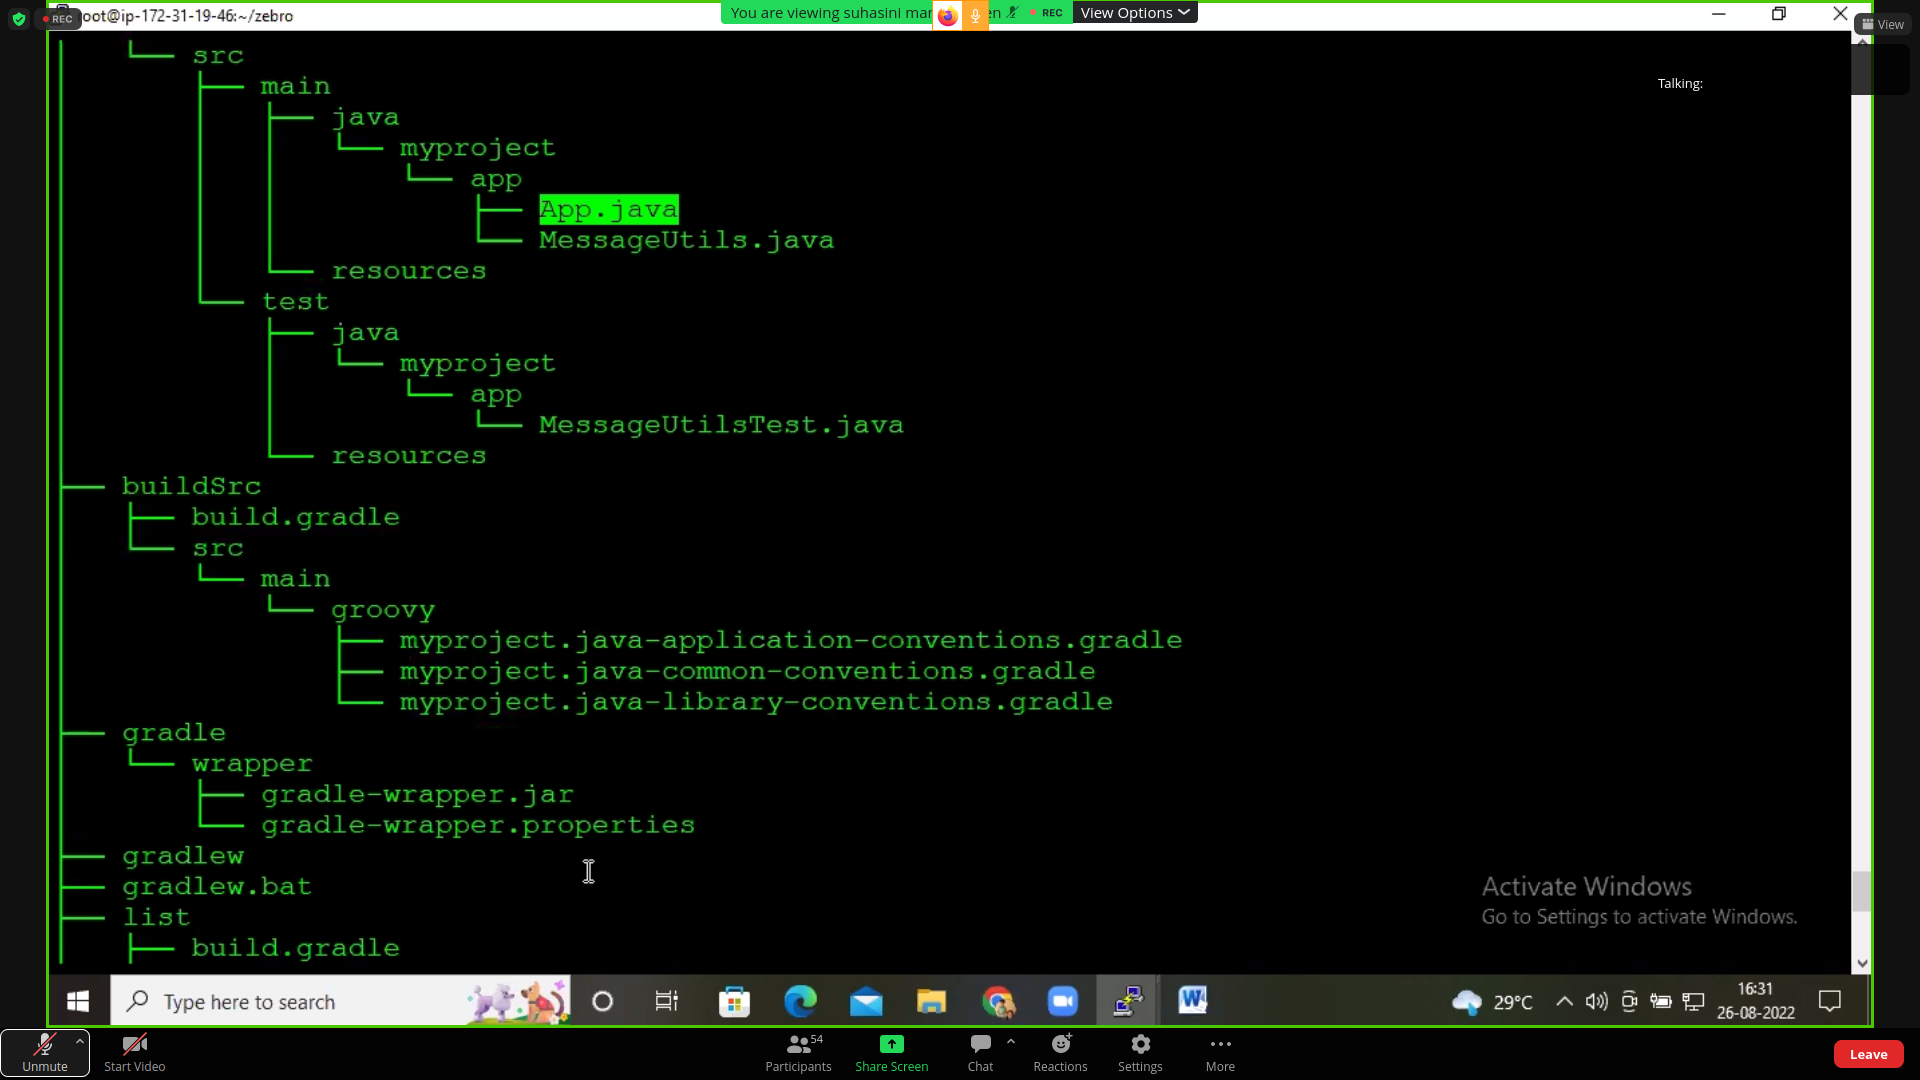 REC
root@ip-172-31-19-46:~/zebro
You are viewing suhasini mar
en
REC
View Options
View
Talking:
src
main
java
myproject
app
App.java
MessageUtils.java
resources
test
java
myproject
app
MessageUtilsTest.java
resources
buildSrc
build.gradle
src
main
groovy
myproject.java-application-conventions.gradle
myproject.java-common-conventions.gradle
myproject.java-library-conventions.gradle
gradle
wrapper
gradle-wrapper.jar
gradle-wrapper.properties
gradlew
gradlew.bat
list
build.gradle
Activate Windows
Go to Settings to activate Windows.
Type here to search
W
29°C
16:31
26-08-2022
Unmute
Start Video
54
Participants
Share Screen
Chat
Reactions
Settings
More
Leave